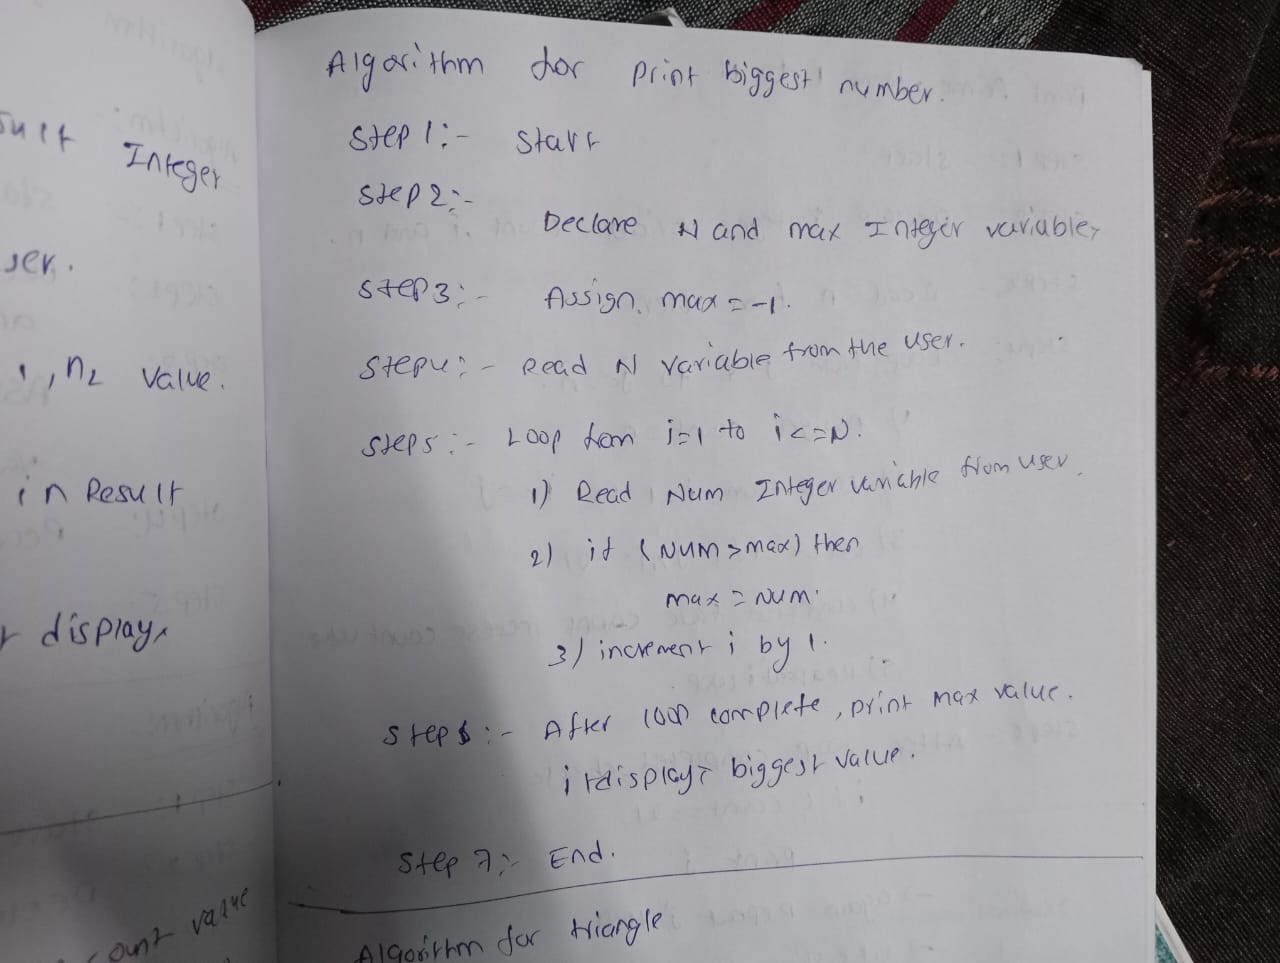 sult Integer
ser.
1, n2 value.
in Result
r display.
ount value
Algorithm for print biggest number.
Step 1:- Start
Step 2:-
Declare N and max Integer variable,
Step 3:- Assign max = -1.
Step 4:- Read N variable from the user.
Step 5:- Loop from i=1 to i<=N.
1) Read Num Integer variable from user.
2) if (Num > max) then
max = Num.
3) increment i by 1.
Step 6:- After loop complete, print max value.
it display biggest value.
Step 7:- End.
Algorithm for triangle